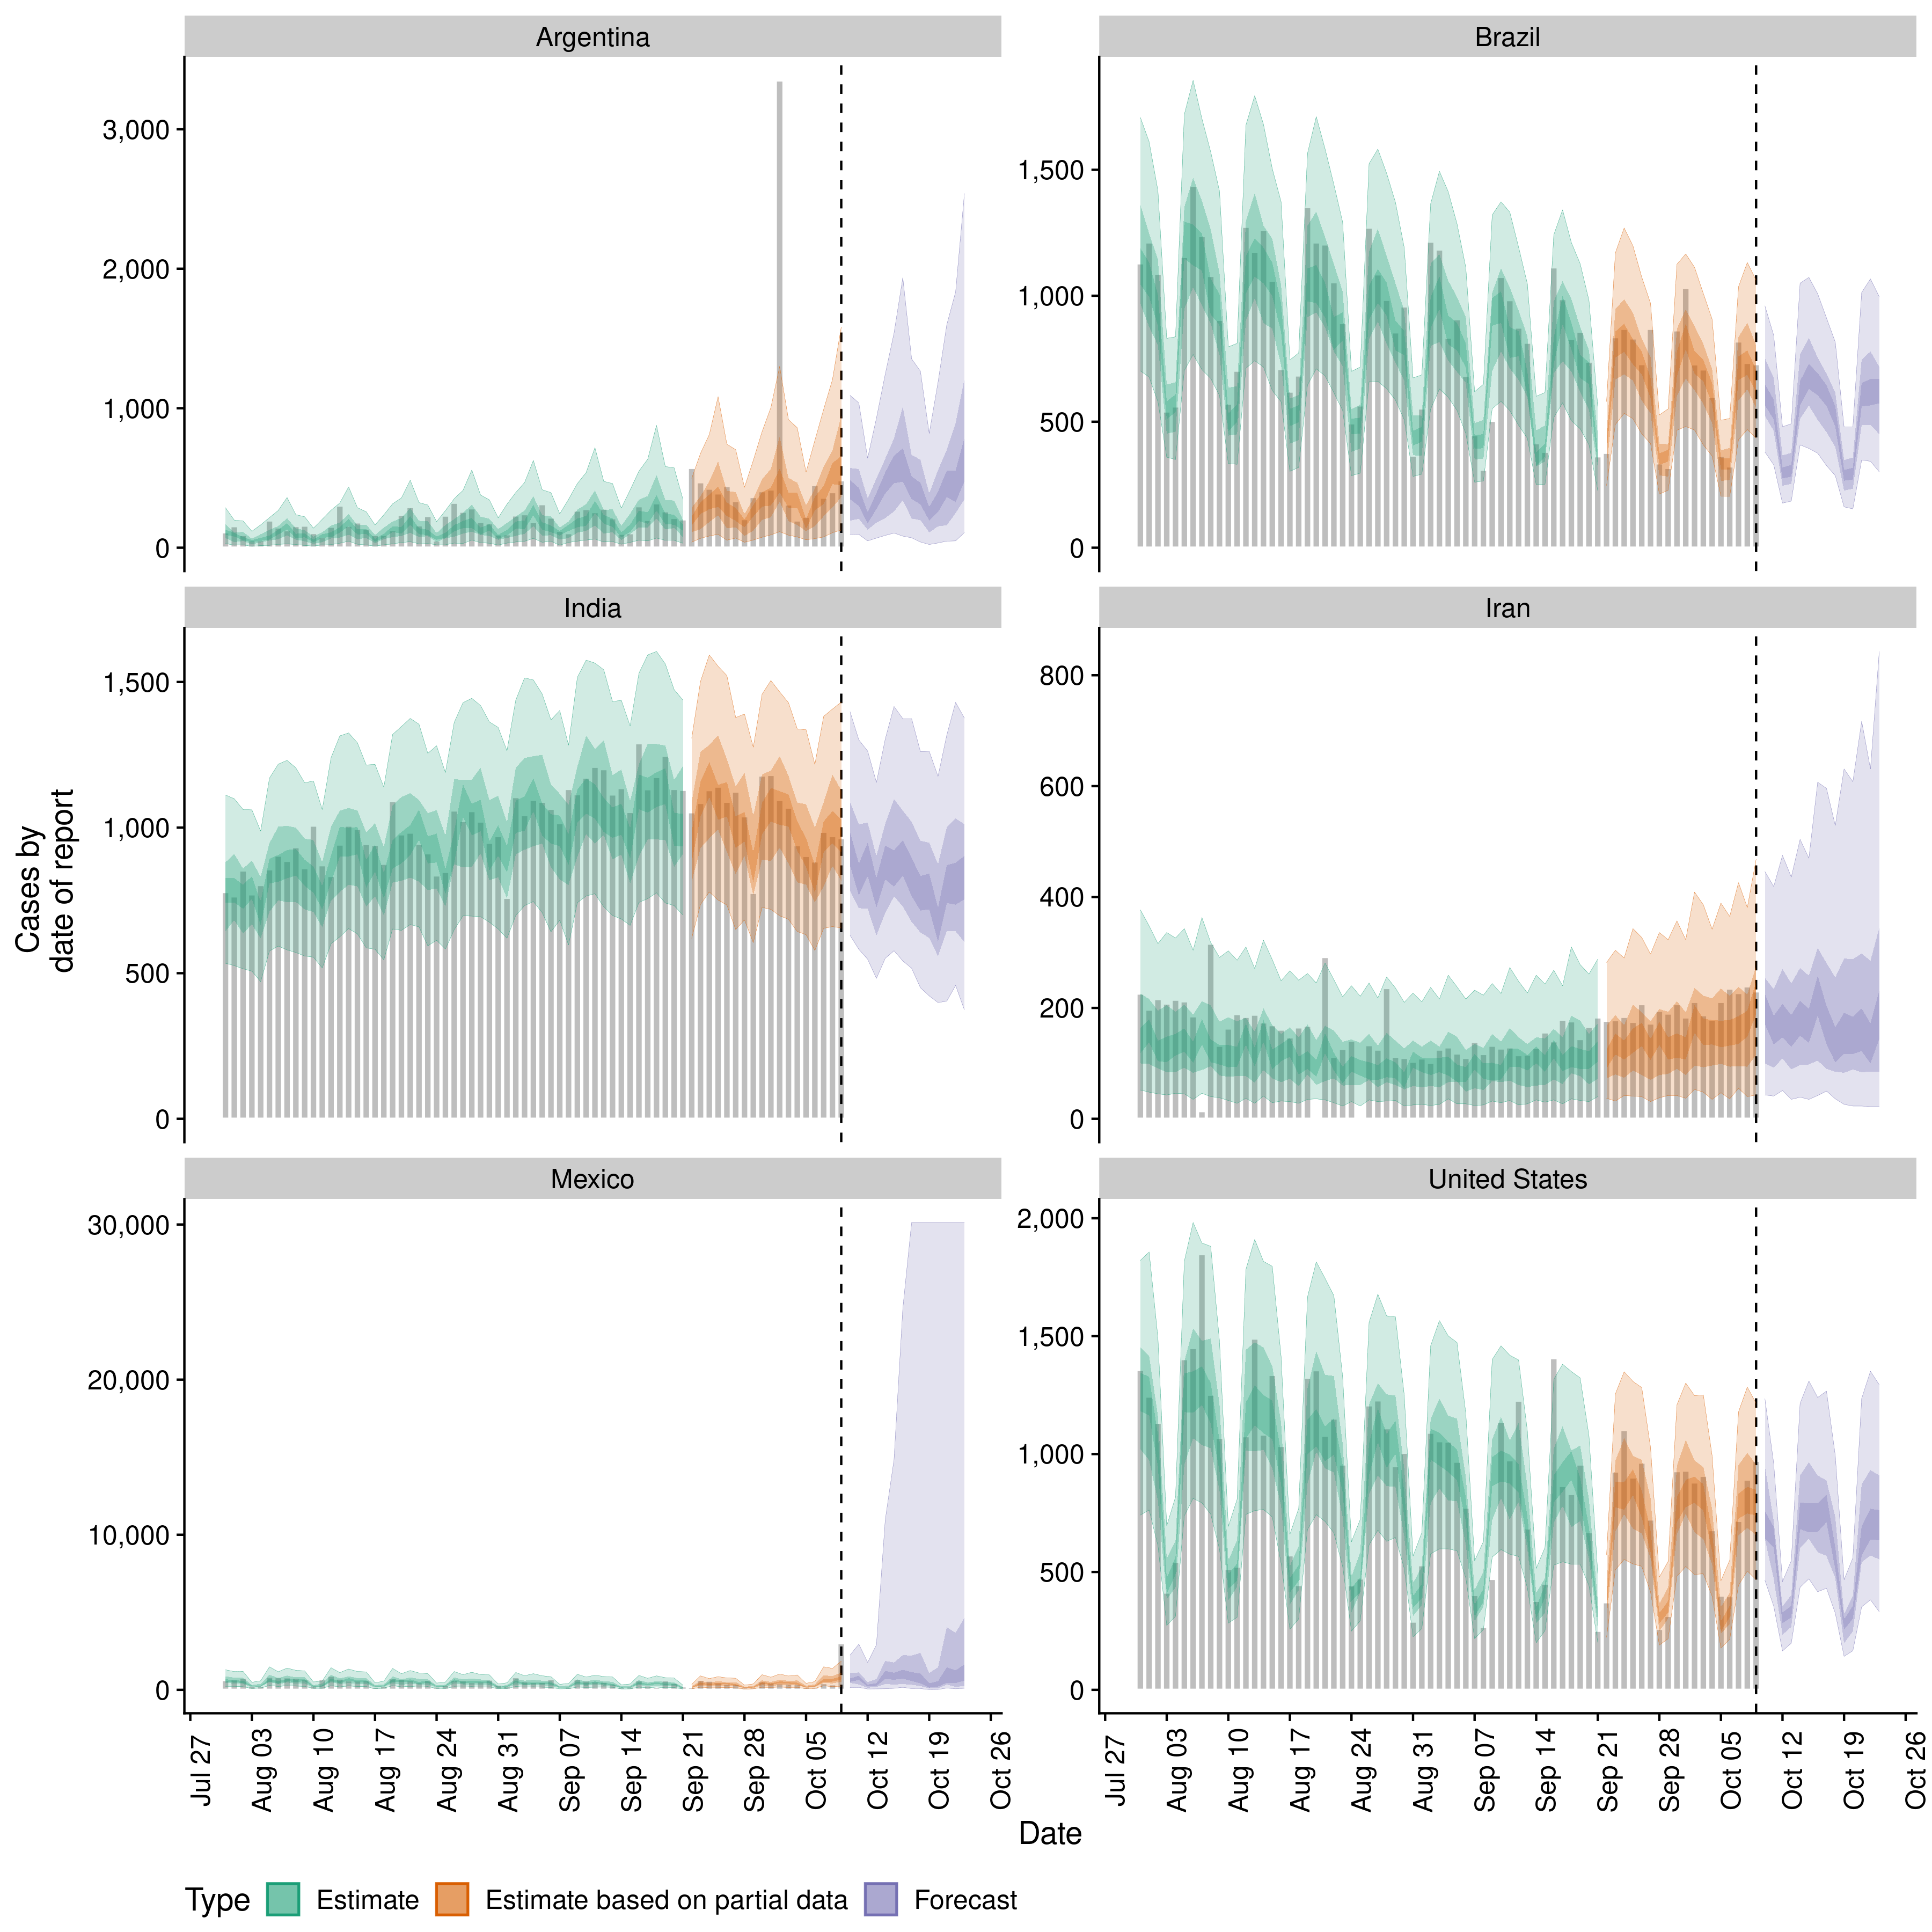 Argentina
Brazil
3,000
2,000
1,000
0
1,500
1,000
500
0
India
Iran
1,500
1,000
500
0
800
600
400
200
0
Mexico
United States
30,000
20,000
10,000
0
2,000
1,500
1,000
500
0
Cases by
date of report
Jul 27
Aug 03
Aug 10
Aug 17
Aug 24
Aug 31
Sep 07
Sep 14
Sep 21
Sep 28
Oct 05
Oct 12
Oct 19
Oct 26
Jul 27
Aug 03
Aug 10
Aug 17
Aug 24
Aug 31
Sep 07
Sep 14
Sep 21
Sep 28
Oct 05
Oct 12
Oct 19
Oct 26
Date
Type Estimate Estimate based on partial data Forecast